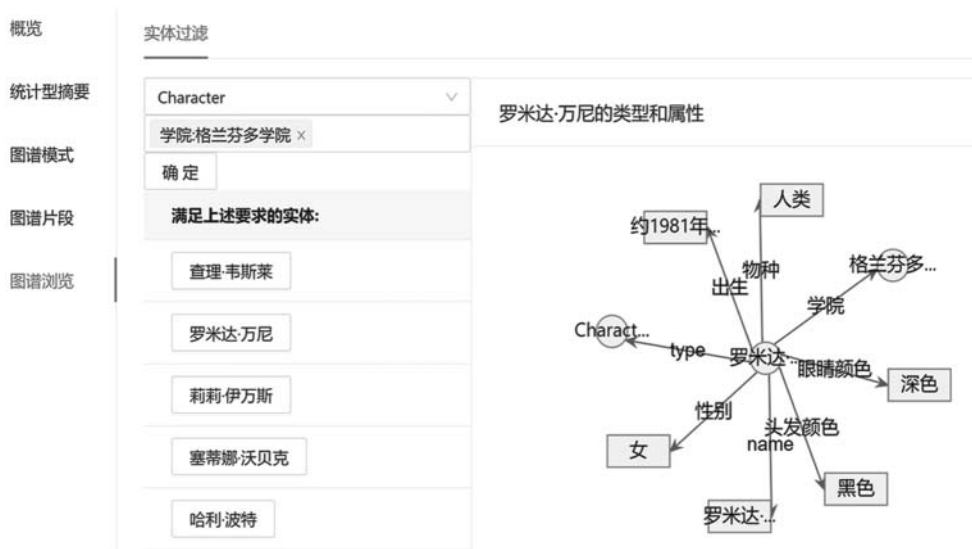 概览
统计型摘要
图谱模式
图谱片段
图谱浏览
实体过滤
Character
学院:格兰芬多学院 ×
确 定
满足上述要求的实体:
查理·韦斯莱
罗米达·万尼
莉莉·伊万斯
塞蒂娜·沃贝克
哈利·波特
罗米达·万尼的类型和属性
人类
约1981年...
物种
格兰芬多...
出生
学院
Charact...
type
罗米达·...
眼睛颜色
深色
性别
头发颜色
name
女
黑色
罗米达·...